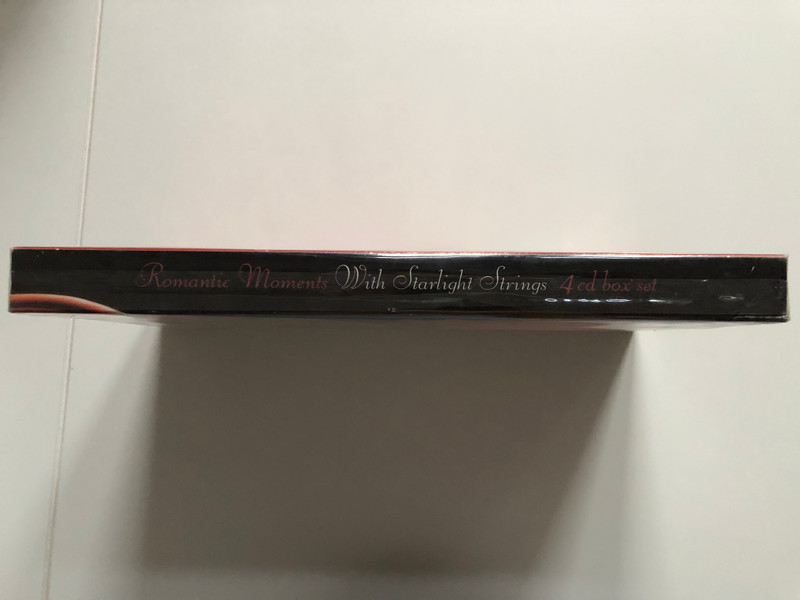 Romantic Moments With Starlight Strings 4 cd box set